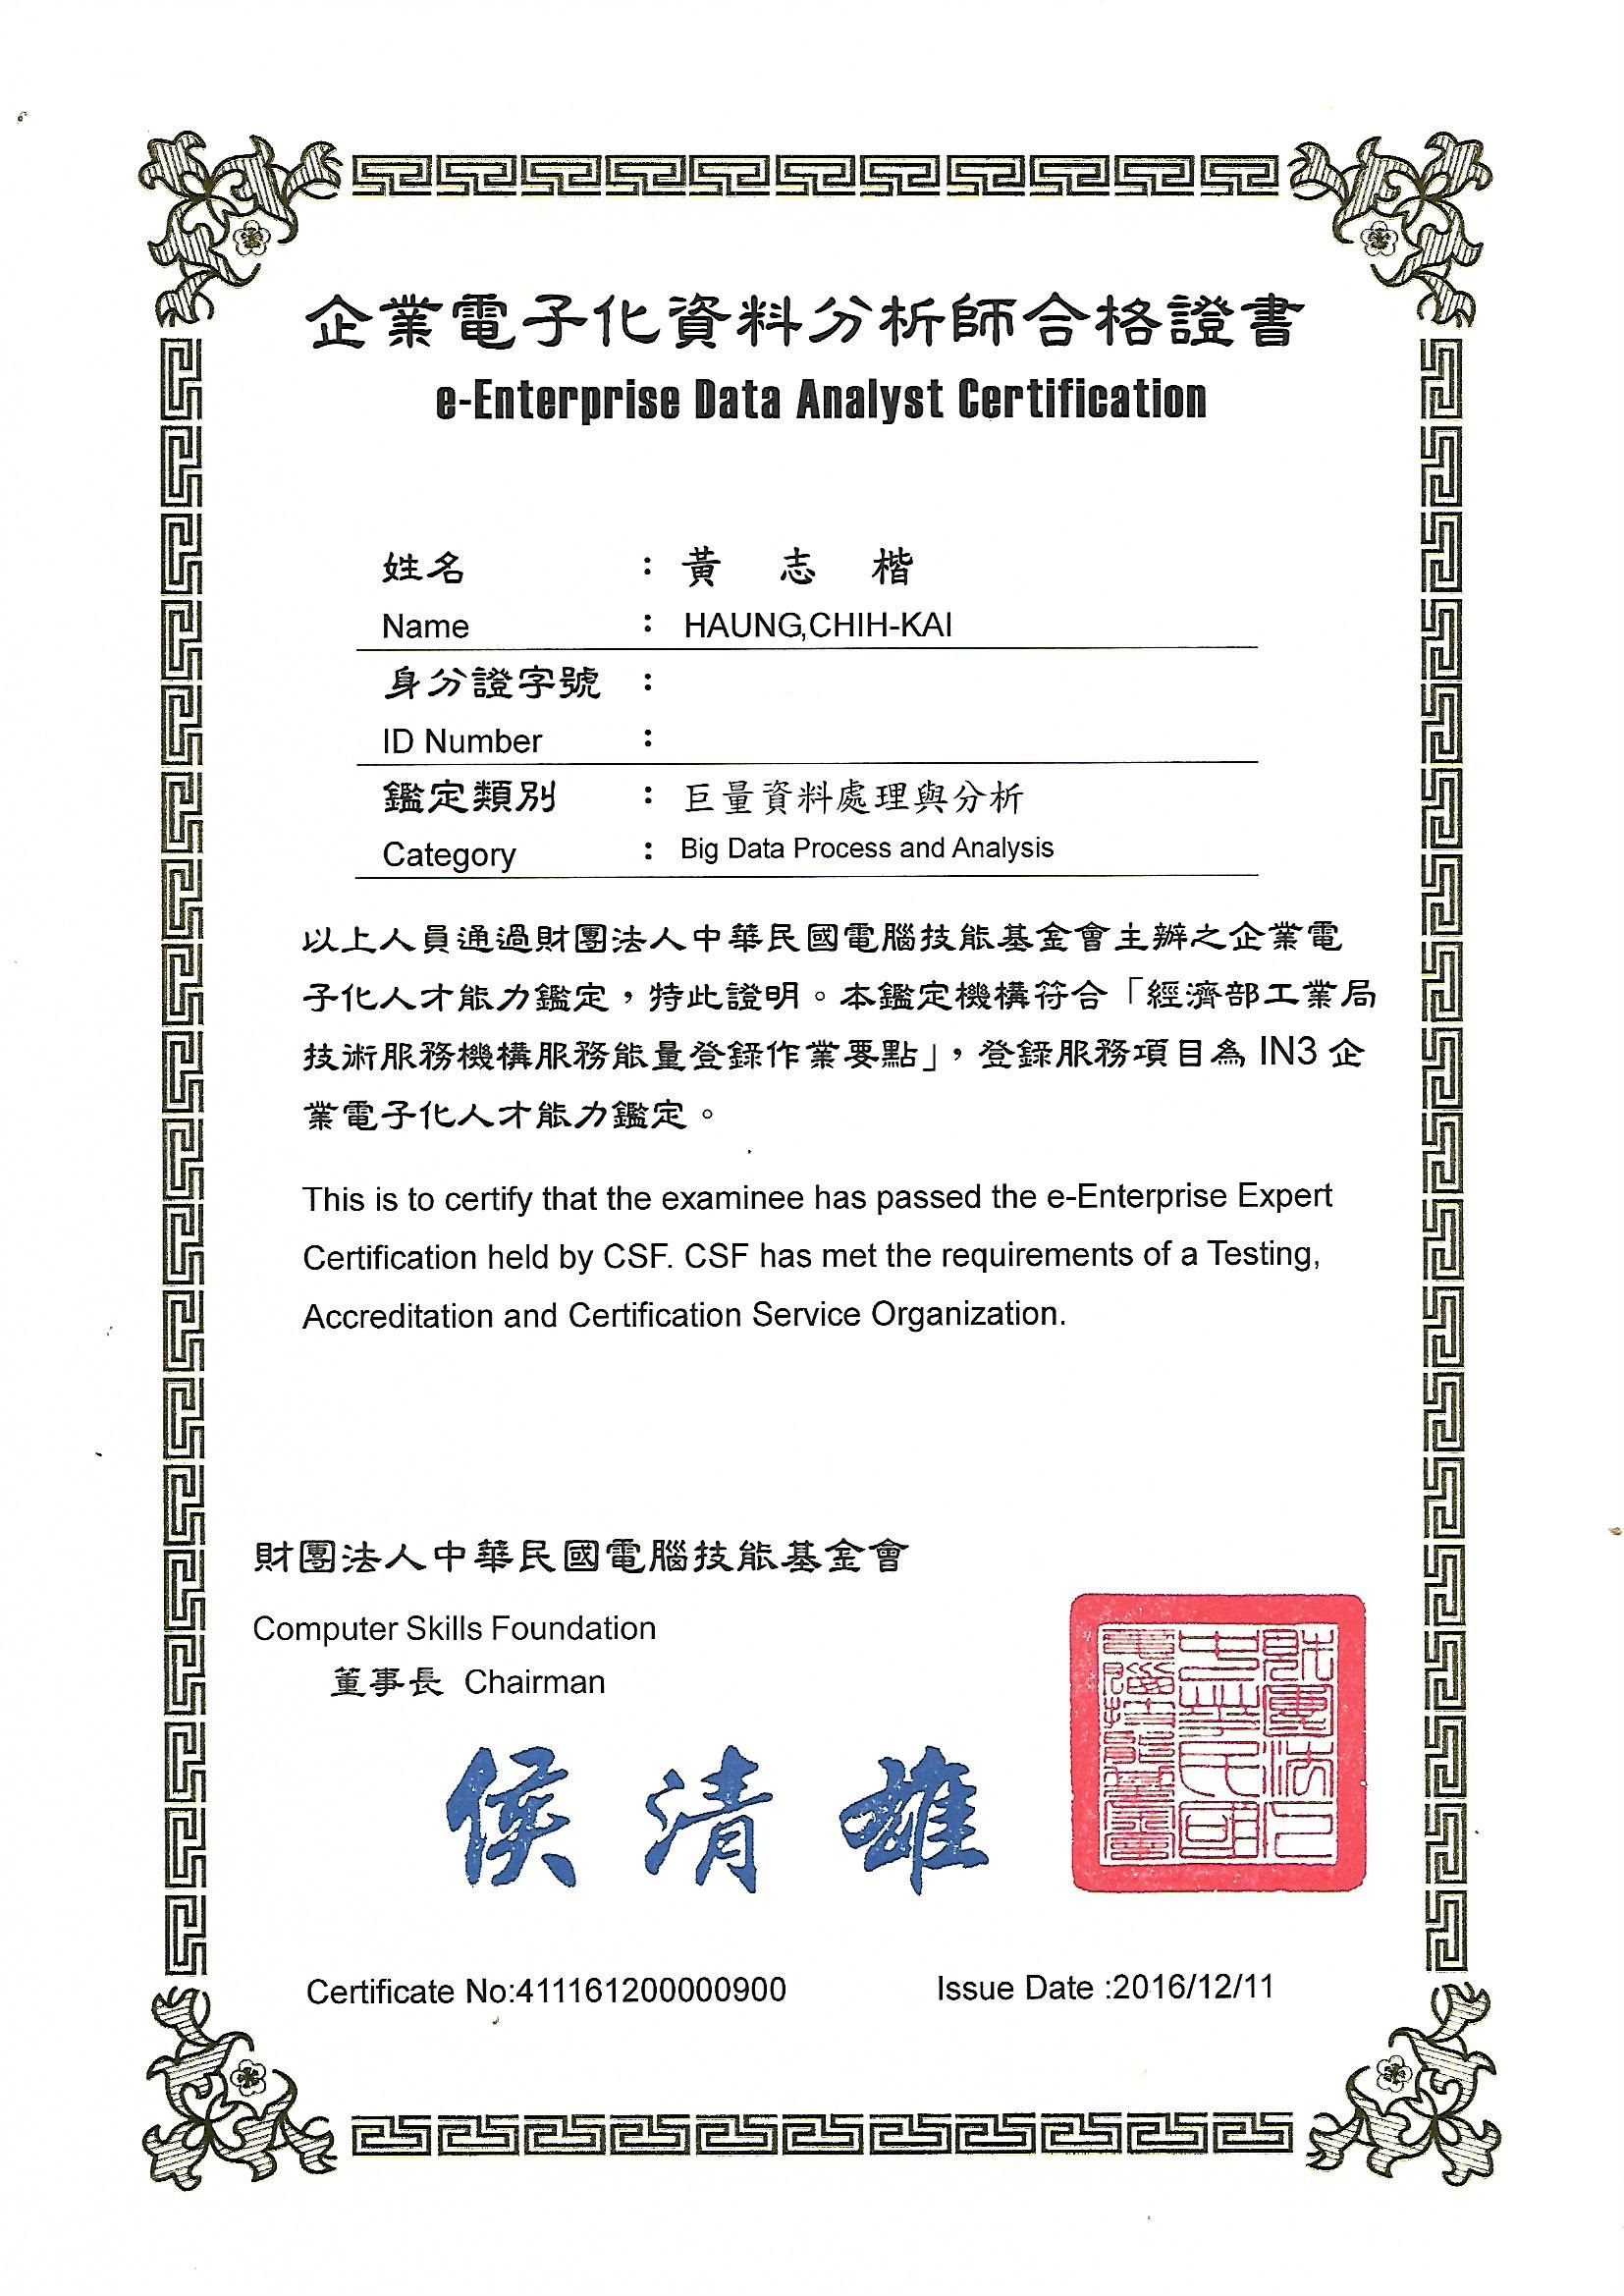 企業電子化資料分析師合格證書
e-Enterprise Data Analyst Certification
姓名 : 黃 志 楷
Name : HAUNG,CHIH-KAI
身分證字號 :
ID Number :
鑑定類別 : 巨量資料處理與分析
Category : Big Data Process and Analysis
以上人員通過財團法人中華民國電腦技能基金會主辦之企業電
子化人才能力鑑定，特此證明。本鑑定機構符合「經濟部工業局
技術服務機構服務能量登錄作業要點」，登錄服務項目為 IN3 企
業電子化人才能力鑑定。
This is to certify that the examinee has passed the e-Enterprise Expert
Certification held by CSF. CSF has met the requirements of a Testing,
Accreditation and Certification Service Organization.
財團法人中華民國電腦技能基金會
Computer Skills Foundation
董事長 Chairman
侯 清 雄
財團法人
中華民國
電腦技能基金會
Certificate No:411161200000900 Issue Date :2016/12/11